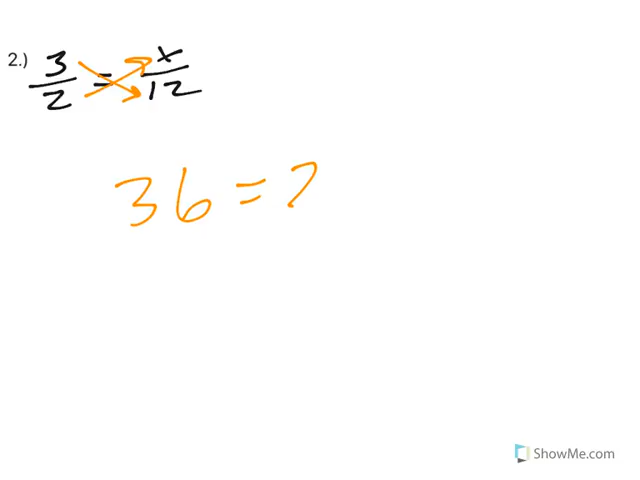 2.) 3/2 = x/12
36 = 2
ShowMe.com